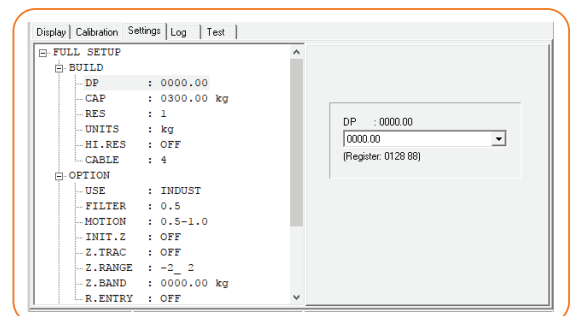 Display Calibration Settings Log Test
FULL SETUP
BUILD
DP : 0000.00
CAP : 0300.00 kg
RES : 1
UNITS : kg
HI.RES : OFF
CABLE : 4
OPTION
USE : INDUST
FILTER : 0.5
MOTION : 0.5-1.0
INIT.Z : OFF
Z.TRAC : OFF
Z.RANGE : -2_ 2
Z.BAND : 0000.00 kg
R.ENTRY : OFF
DP : 0000.00
0000.00
(Register: 0128 88)